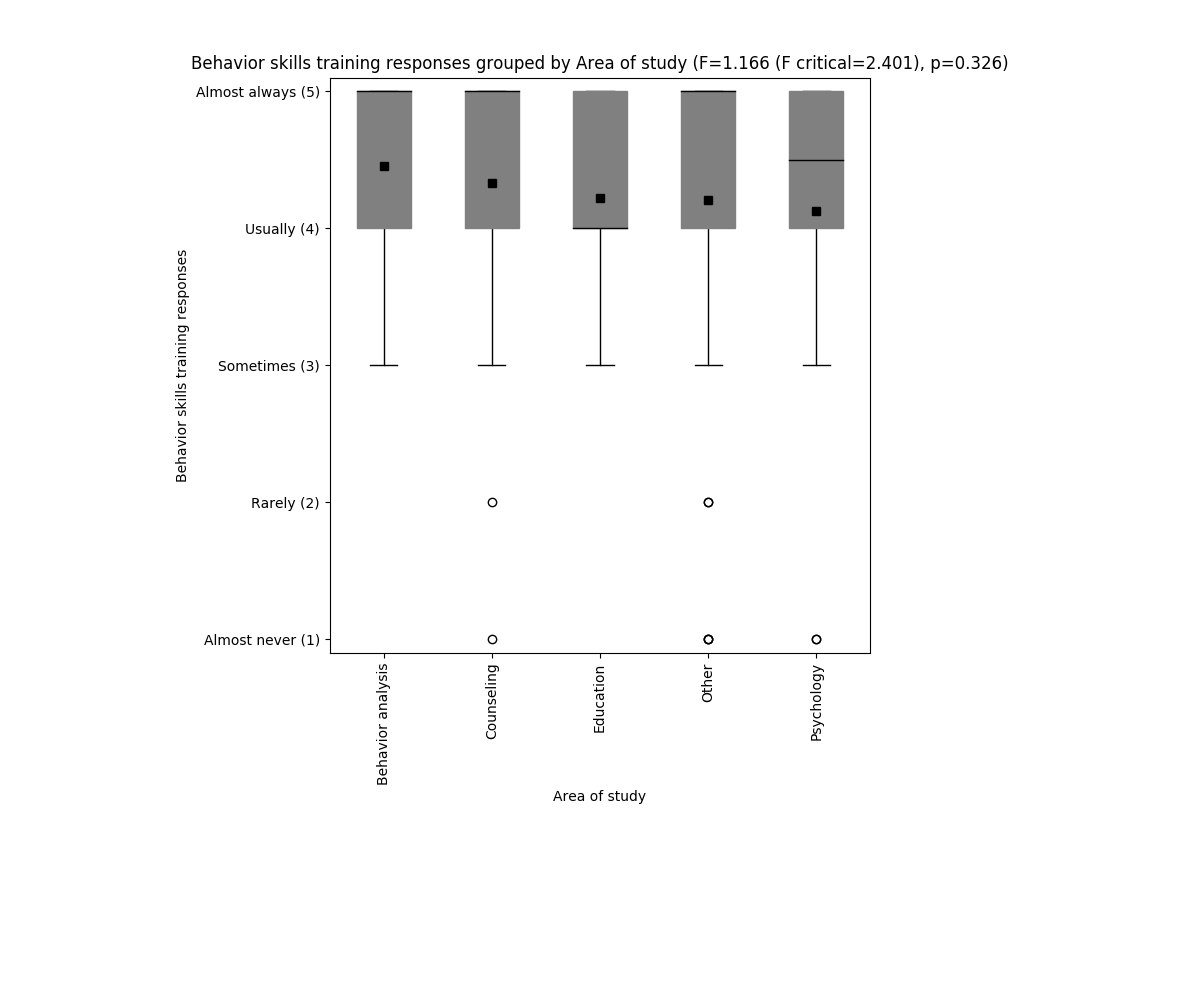 Behavior skills training responses grouped by Area of study (F=1.166 (F critical=2.401), p=0.326)
Almost always (5)
Usually (4)
Sometimes (3)
Rarely (2)
Almost never (1)
Behavior skills training responses
Behavior analysis
Counseling
Education
Other
Psychology
Area of study